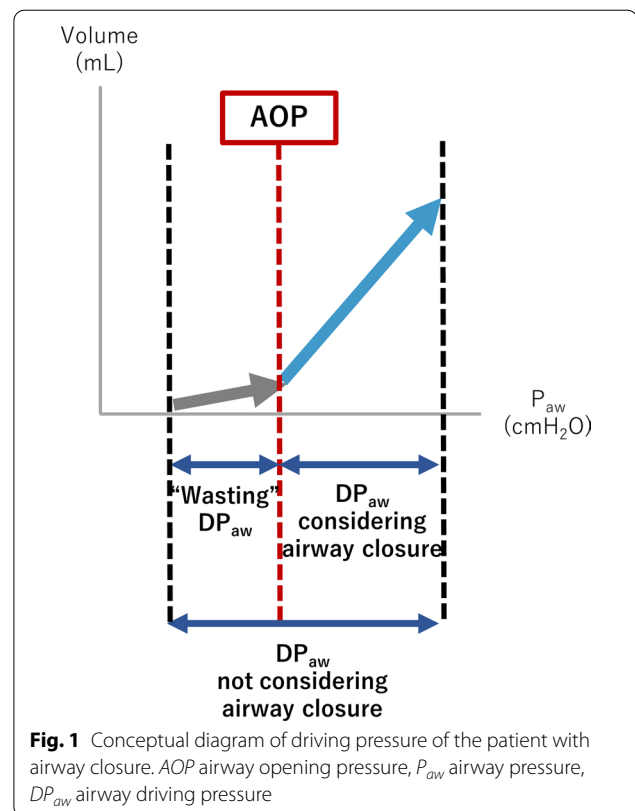 Volume
(mL)
AOP
P_aw
(cmH₂O)
“Wasting”
DP_aw
DP_aw
considering
airway closure
DP_aw
not considering
airway closure
Fig. 1 Conceptual diagram of driving pressure of the patient with
airway closure. AOP airway opening pressure, P_aw airway pressure,
DP_aw airway driving pressure